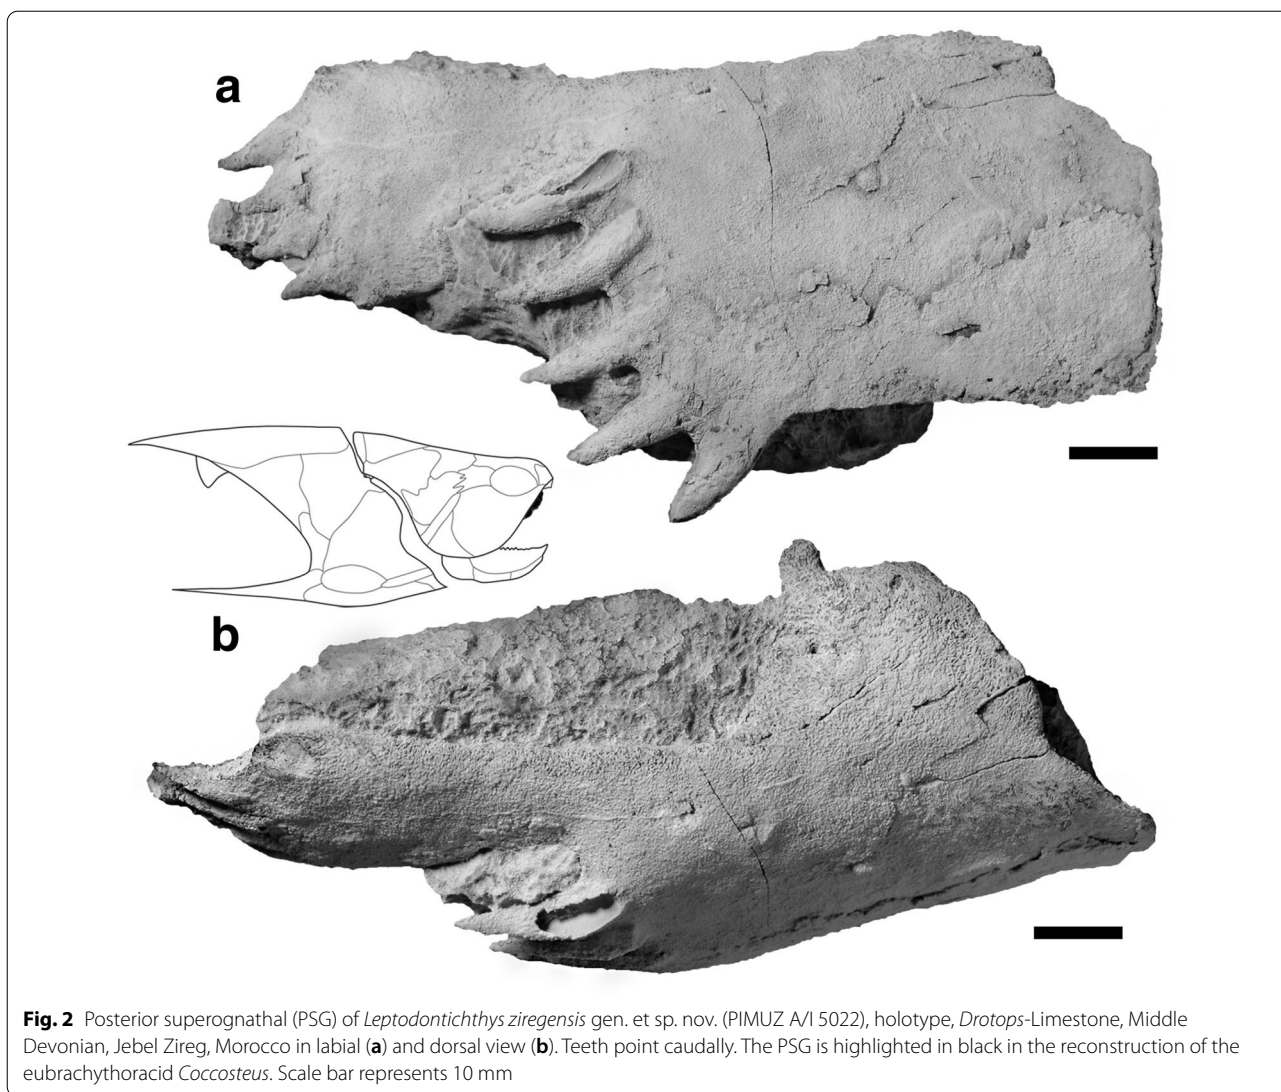 a
b
Fig. 2 Posterior superognathal (PSG) of Leptodontichthys ziregensis gen. et sp. nov. (PIMUZ A/I 5022), holotype, Drotops-Limestone, Middle
Devonian, Jebel Zireg, Morocco in labial (a) and dorsal view (b). Teeth point caudally. The PSG is highlighted in black in the reconstruction of the
eubrachythoracid Coccosteus. Scale bar represents 10 mm